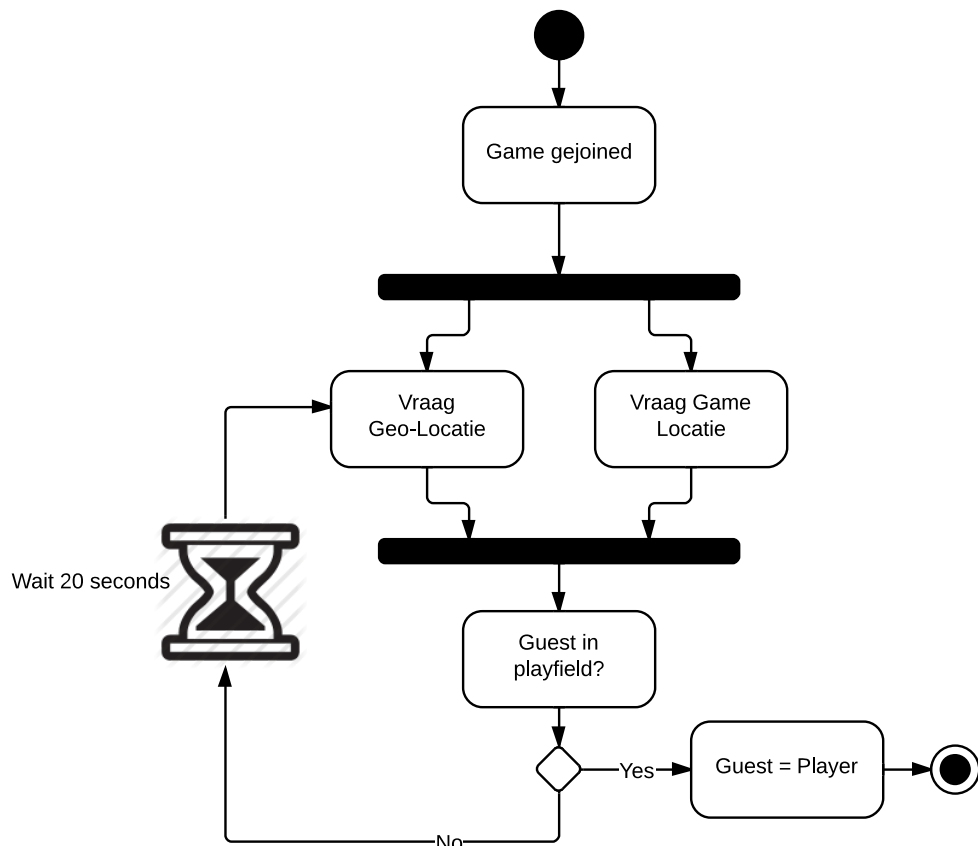 Game gejoined
Vraag
Geo-Locatie
Vraag Game
Locatie
Wait 20 seconds
Guest in
playfield?
Yes
Guest = Player
No